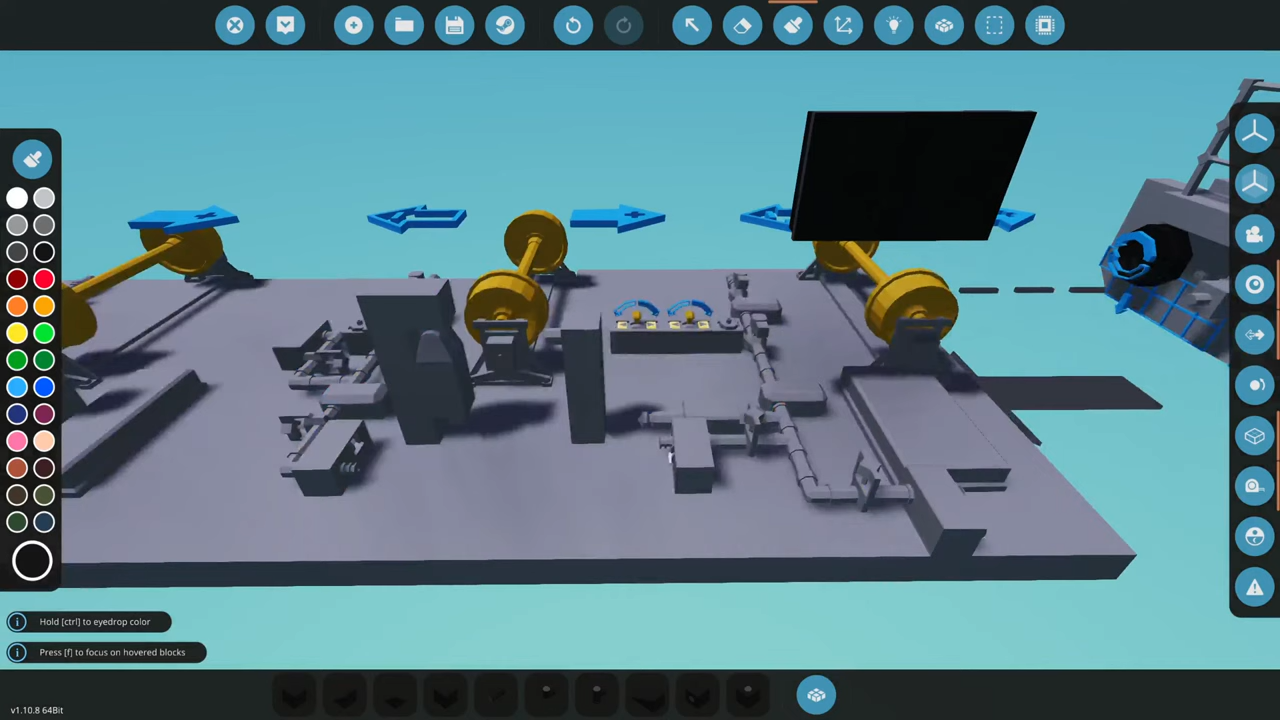 Hold [ctrl] to eyedrop color
Press [f] to focus on hovered blocks
v1.10.8 64Bit